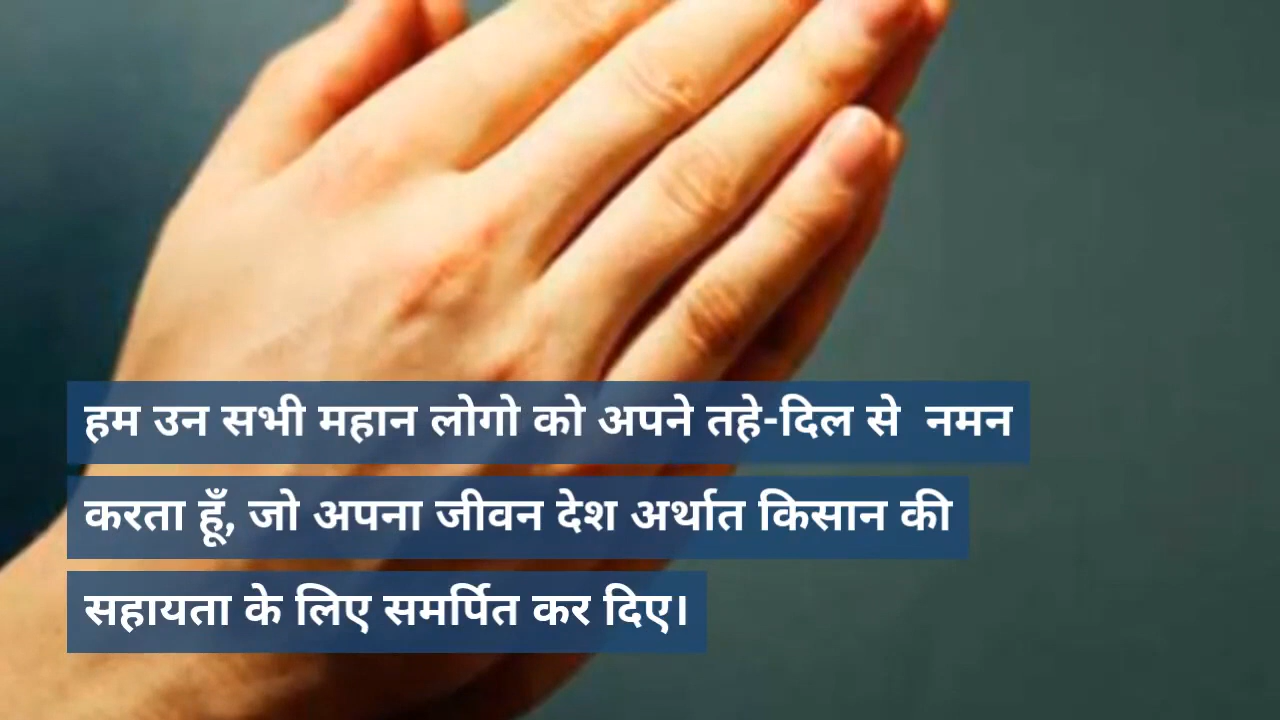 हम उन सभी महान लोगो को अपने तहे-दिल से  नमन
करता हूँ, जो अपना जीवन देश अर्थात किसान की
सहायता के लिए समर्पित कर दिए।